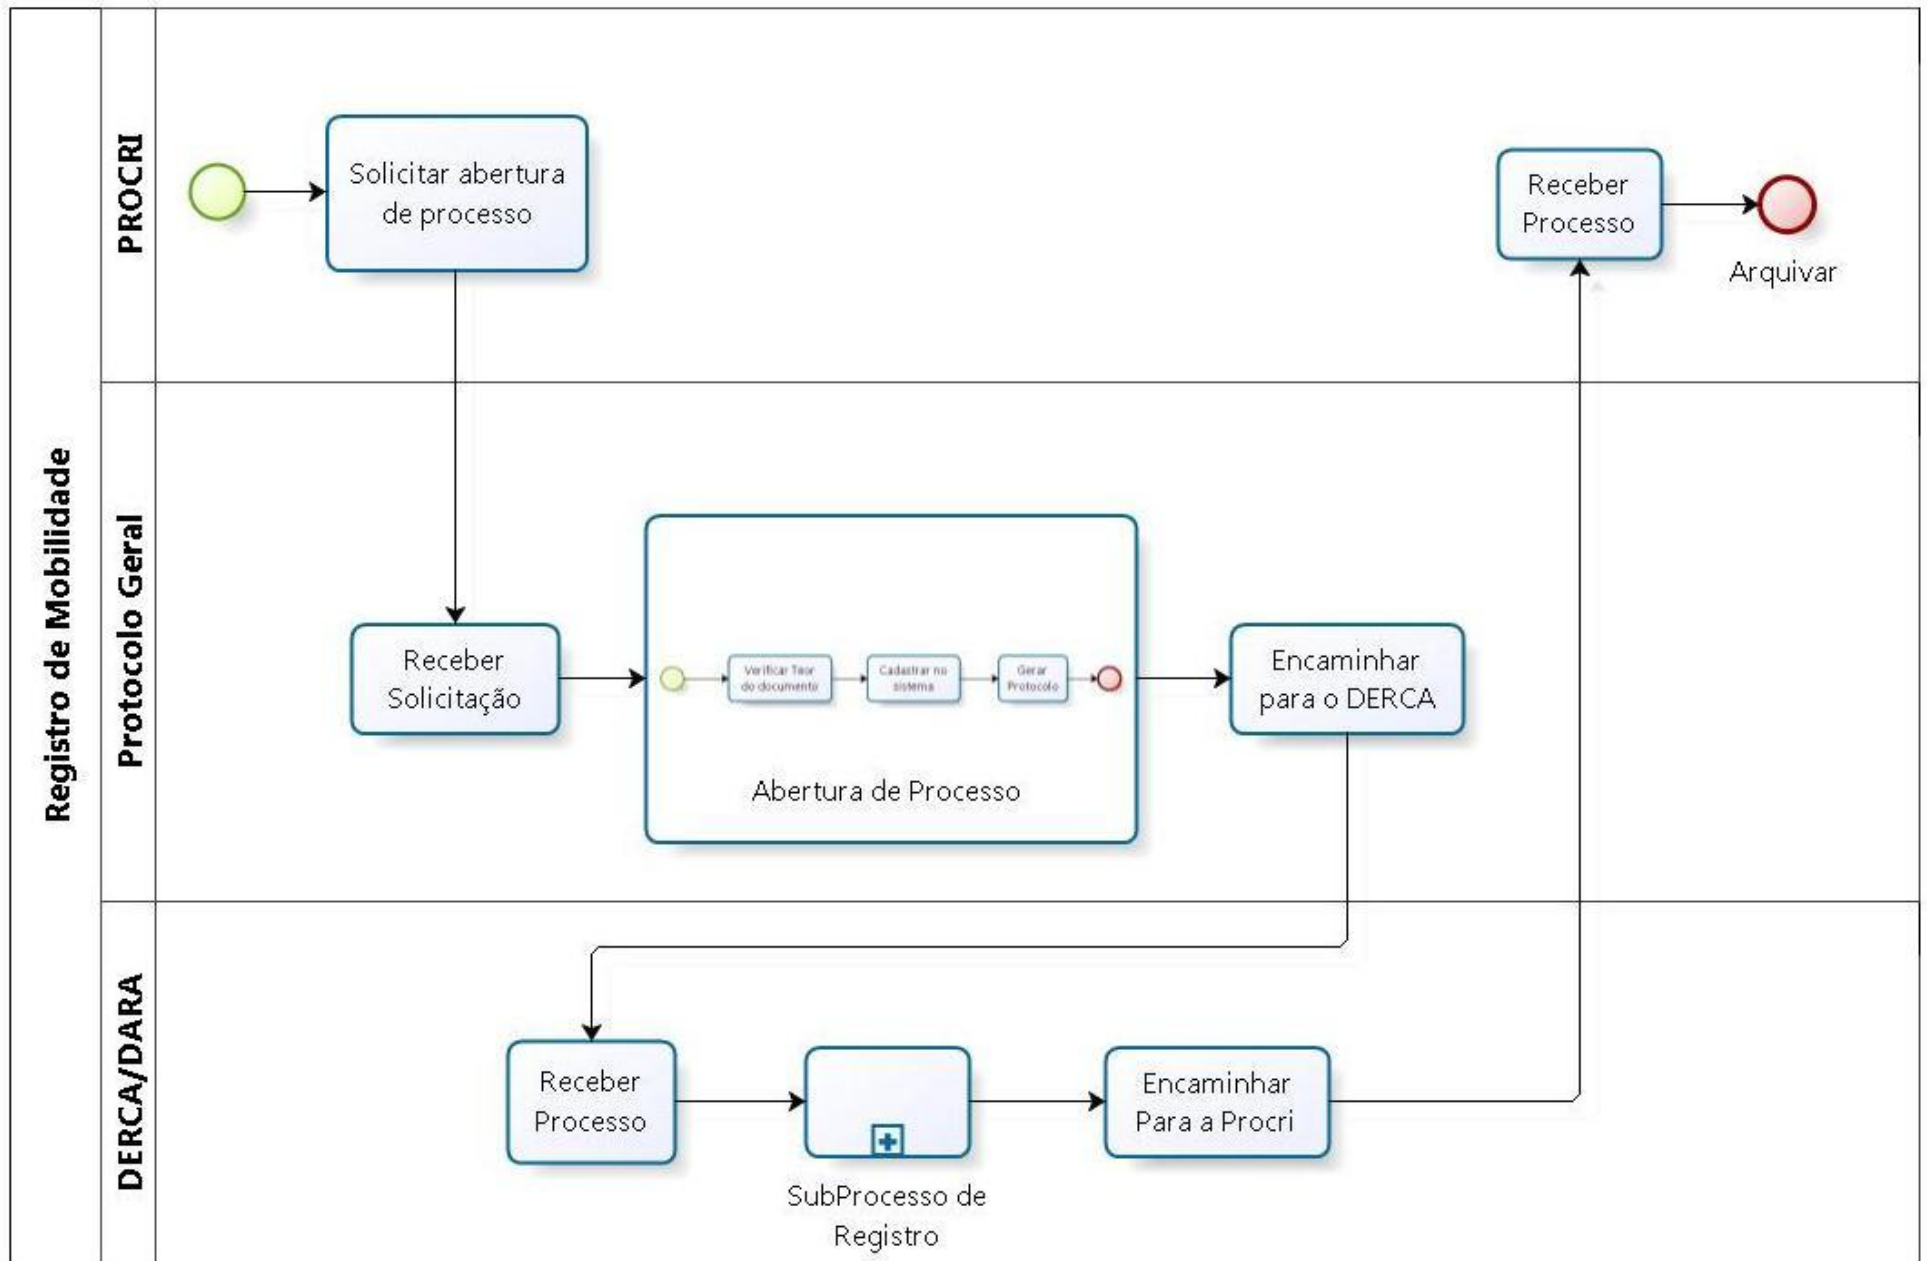 Registro de Mobilidade
PROCRI
Solicitar abertura
de processo
Receber
Processo
Arquivar
Protocolo Geral
Receber
Solicitação
Verificar Teor
do documento
Cadastrar no
sistema
Gerar
Protocolo
Abertura de Processo
Encaminhar
para o DERCA
DERCA/DARA
Receber
Processo
SubProcesso de
Registro
Encaminhar
Para a Procri